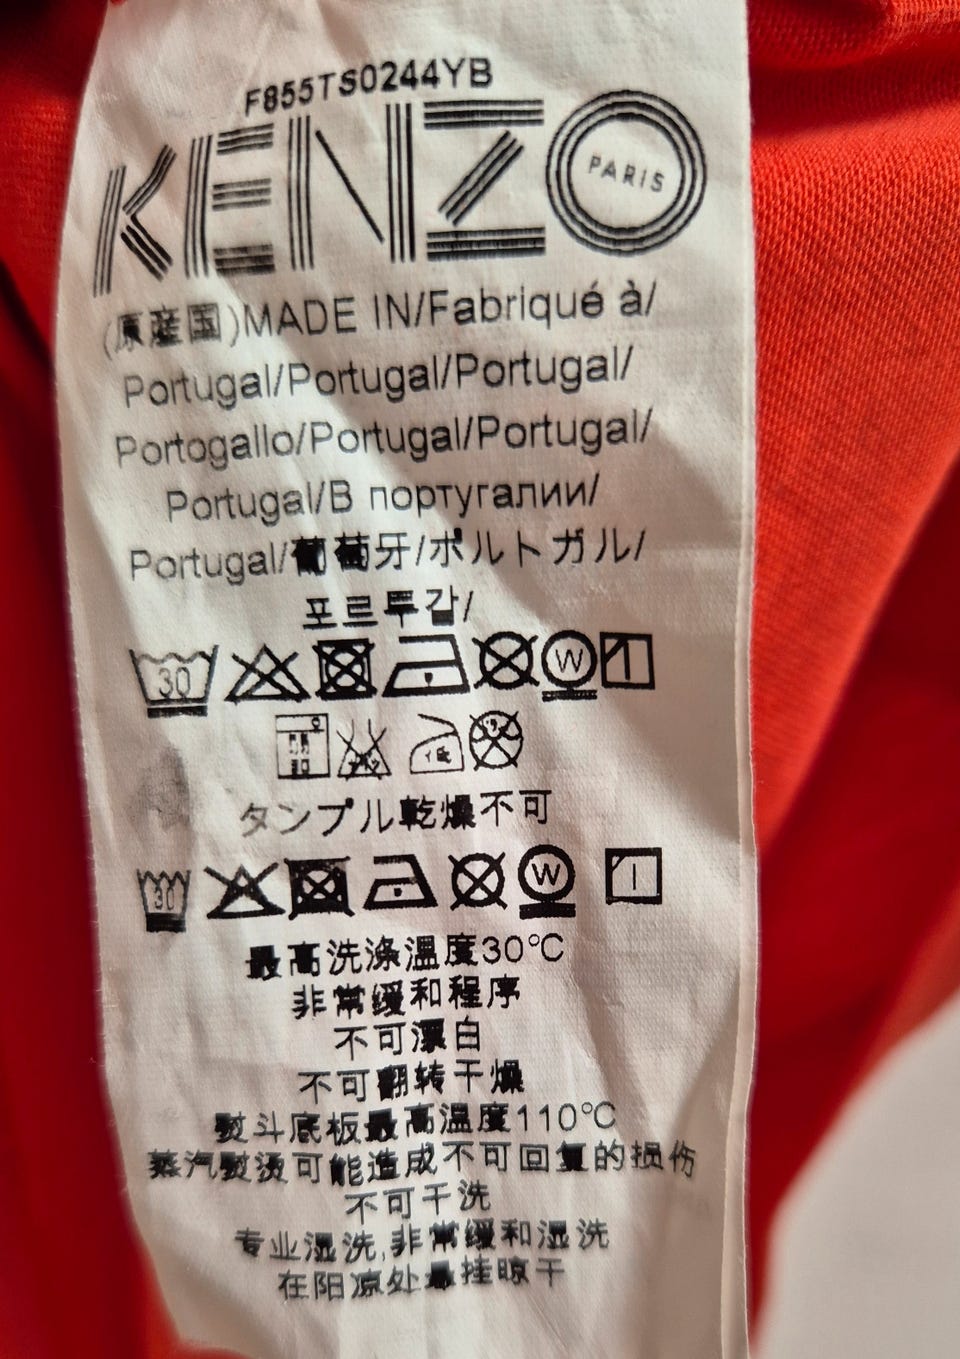 F855TS0244YB
KENZO PARIS
(原産国)MADE IN/Fabriqué à/
Portugal/Portugal/Portugal/
Portogallo/Portugal/Portugal/
Portugal/В португалии/
Portugal/葡萄牙/ポルトガル/
포르투갈/
30 W
タンブル乾燥不可
30 W
最高洗涤温度30°C
非常缓和程序
不可漂白
不可翻转干燥
熨斗底板最高温度110°C
蒸汽熨烫可能造成不可回复的损伤
不可干洗
专业湿洗,非常缓和湿洗
在阳凉处悬挂晾干